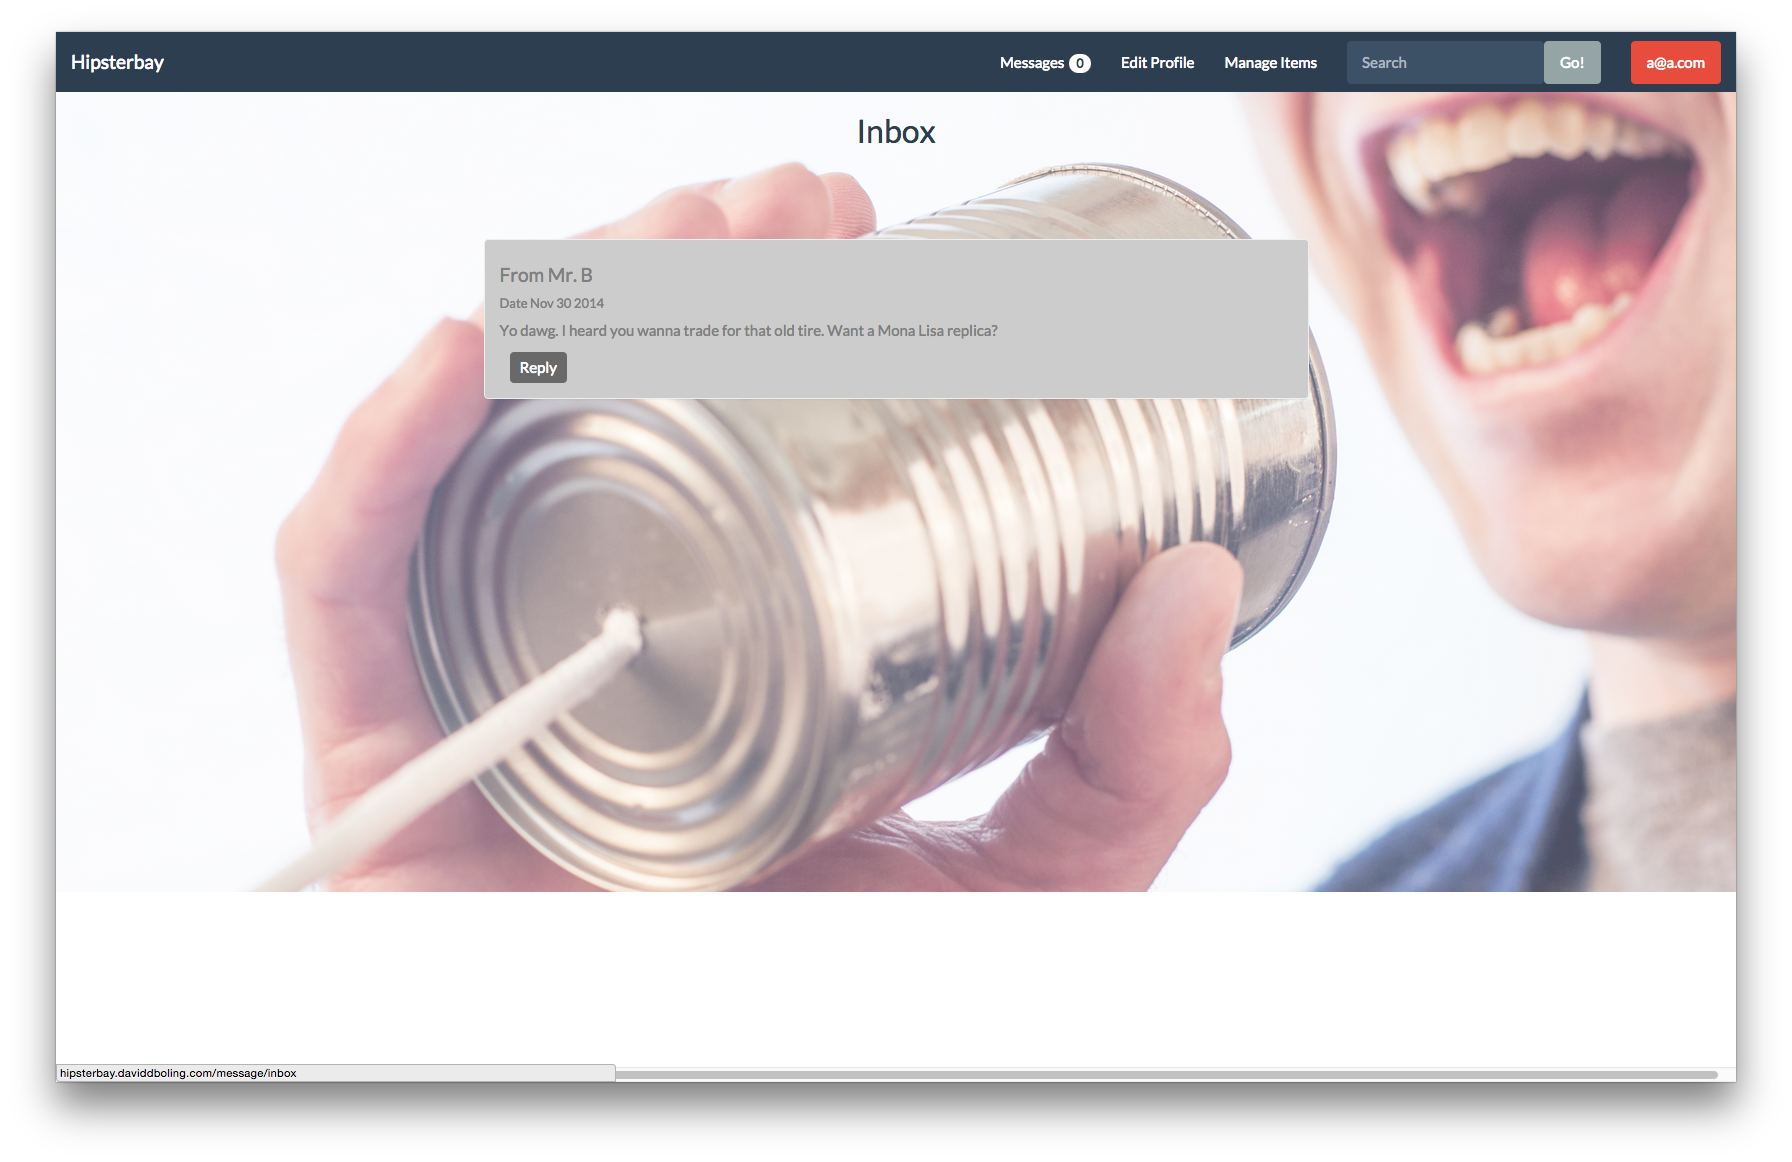 Hipsterbay
Messages 0
Edit Profile
Manage Items
Search
Go!
a@a.com
Inbox
From Mr. B
Date Nov 30 2014
Yo dawg. I heard you wanna trade for that old tire. Want a Mona Lisa replica?
Reply
hipsterbay.daviddboling.com/message/inbox